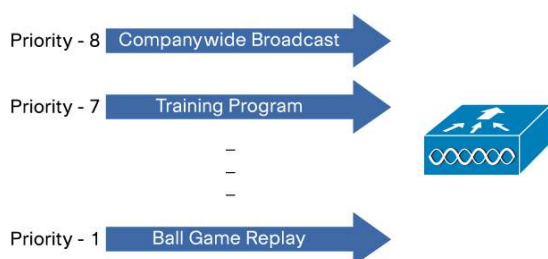 Priority - 8 Companywide Broadcast
Priority - 7 Training Program
–
–
–
Priority - 1 Ball Game Replay